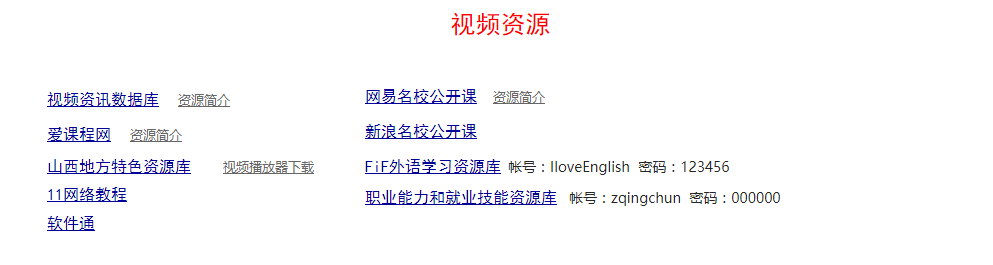 视频资源
视频资讯数据库 资源简介
网易名校公开课 资源简介
爱课程网 资源简介
新浪名校公开课
山西地方特色资源库 视频播放器下载
FiF外语学习资源库 帐号：IloveEnglish 密码：123456
11网络教程
职业能力和就业技能资源库 帐号：zqingchun 密码：000000
软件通